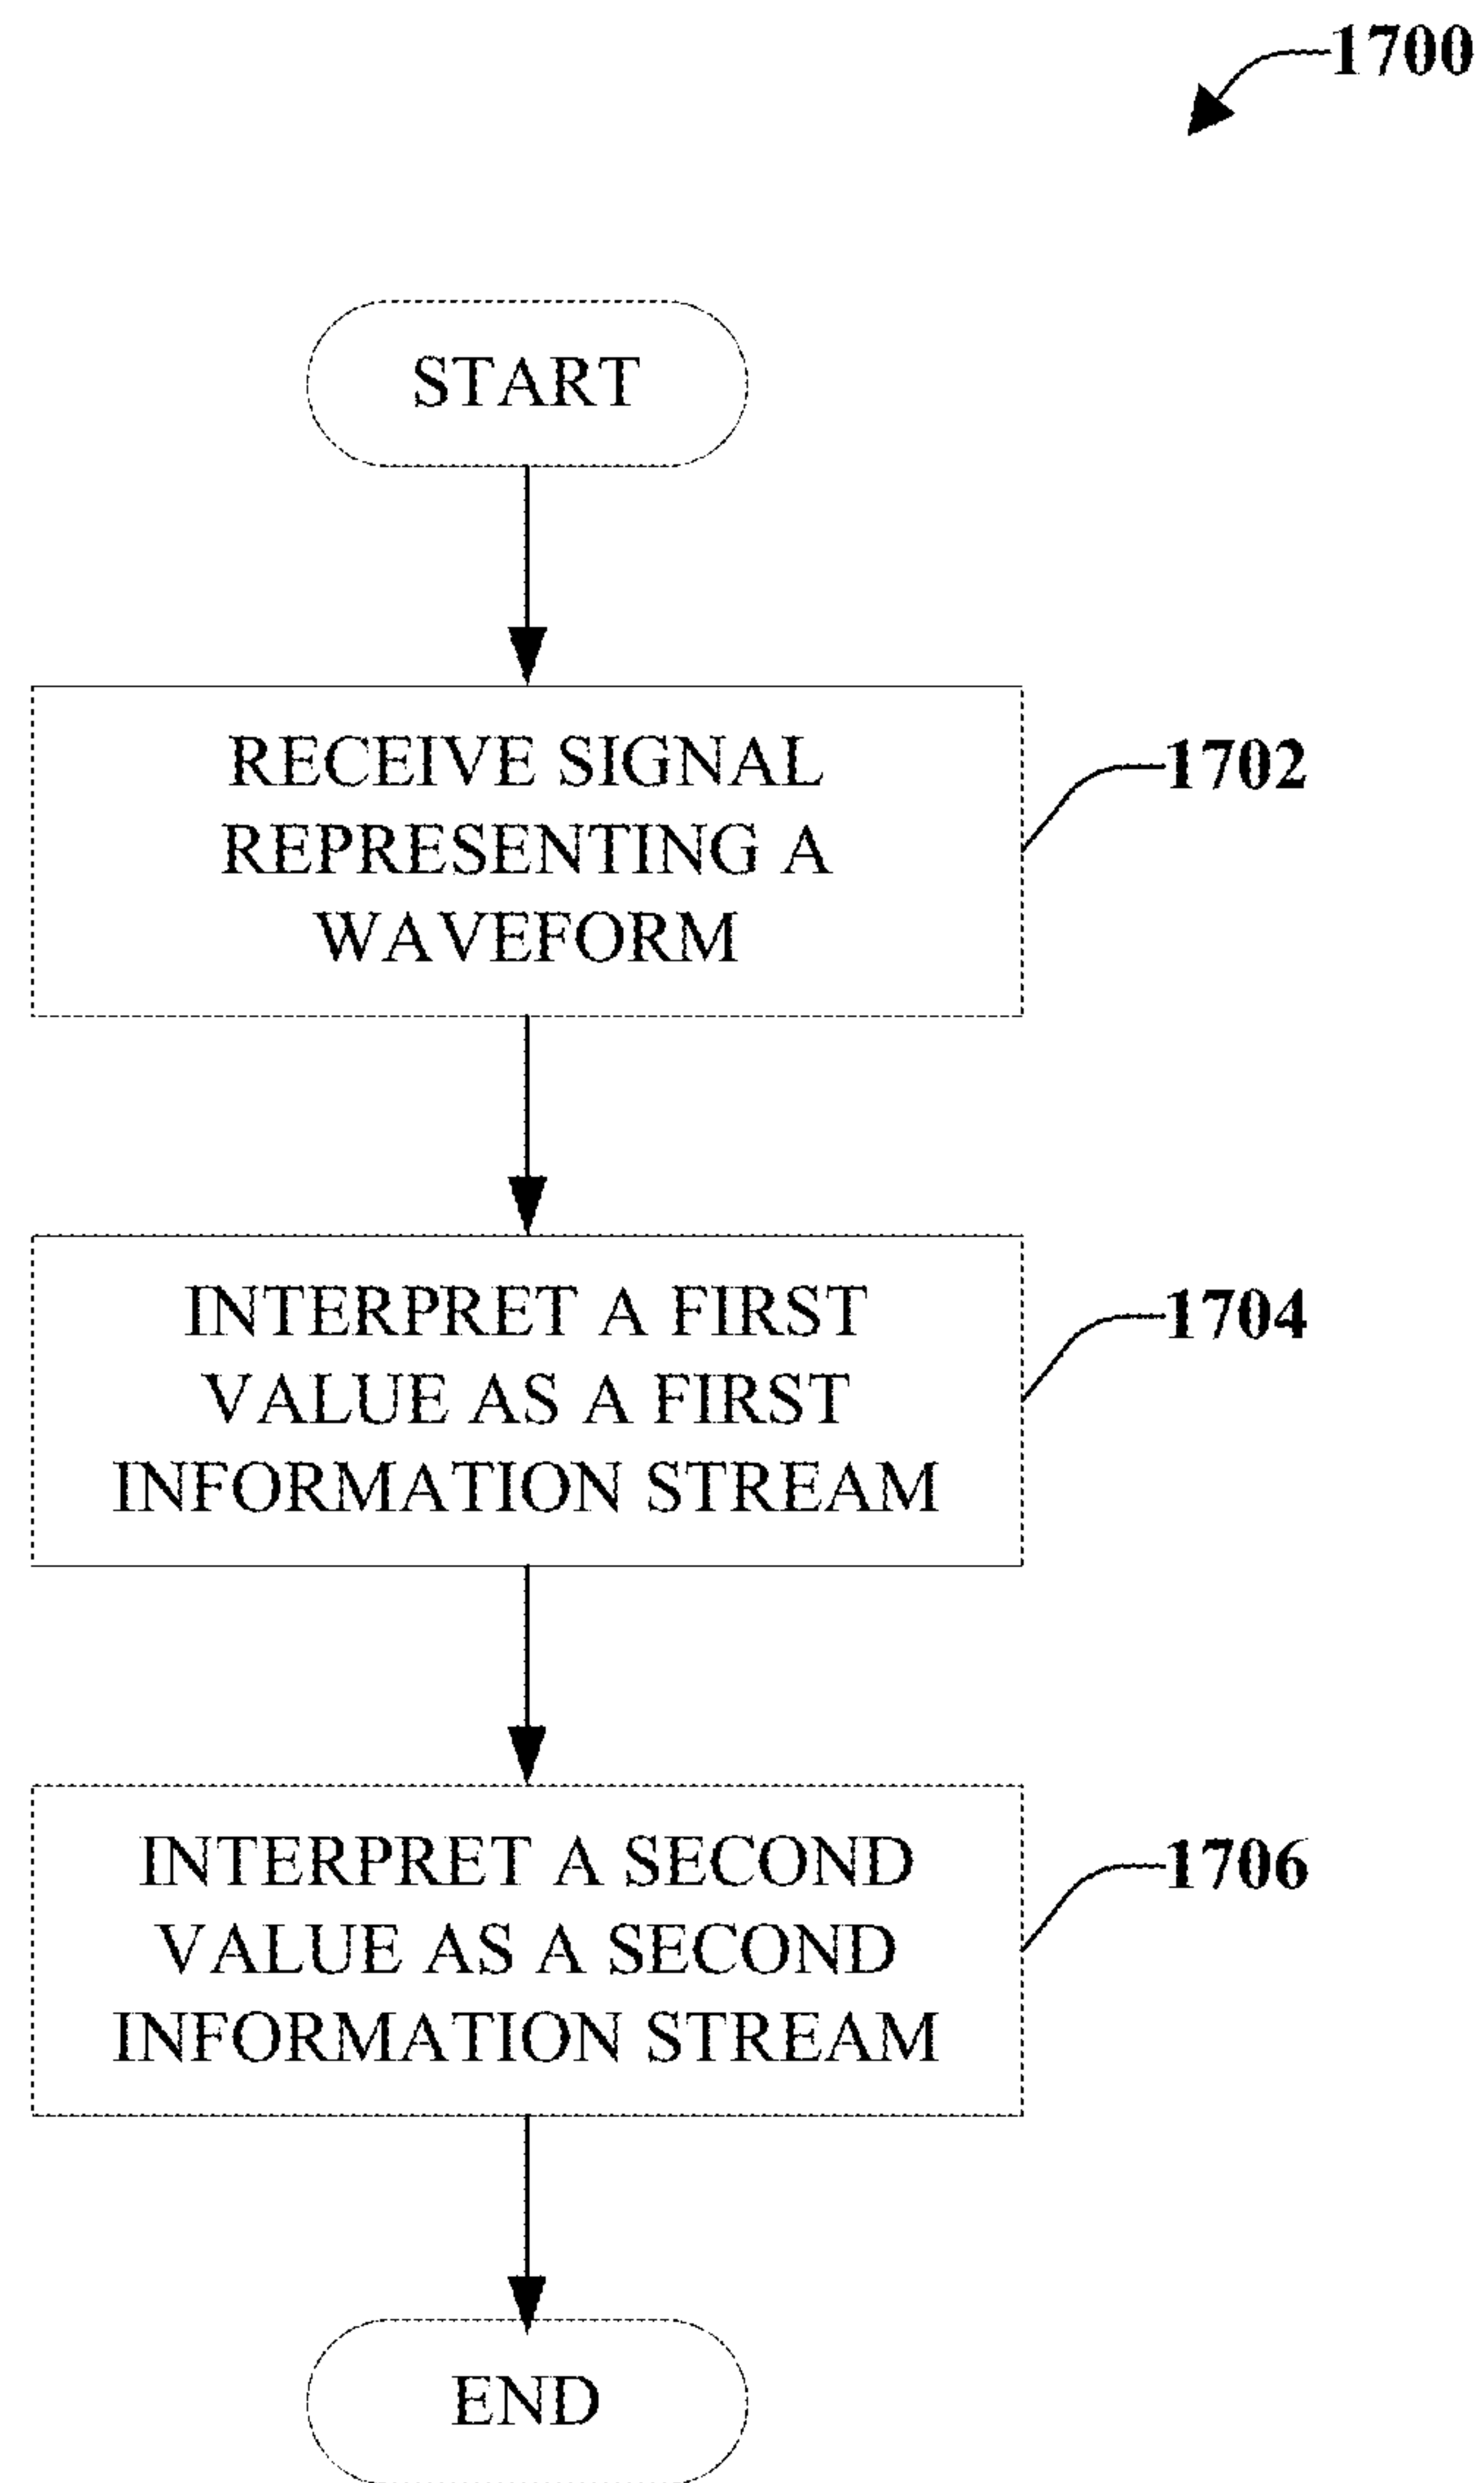 1700
START
RECEIVE SIGNAL
REPRESENTING A
WAVEFORM
1702
INTERPRET A FIRST
VALUE AS A FIRST
INFORMATION STREAM
1704
INTERPRET A SECOND
VALUE AS A SECOND
INFORMATION STREAM
1706
END